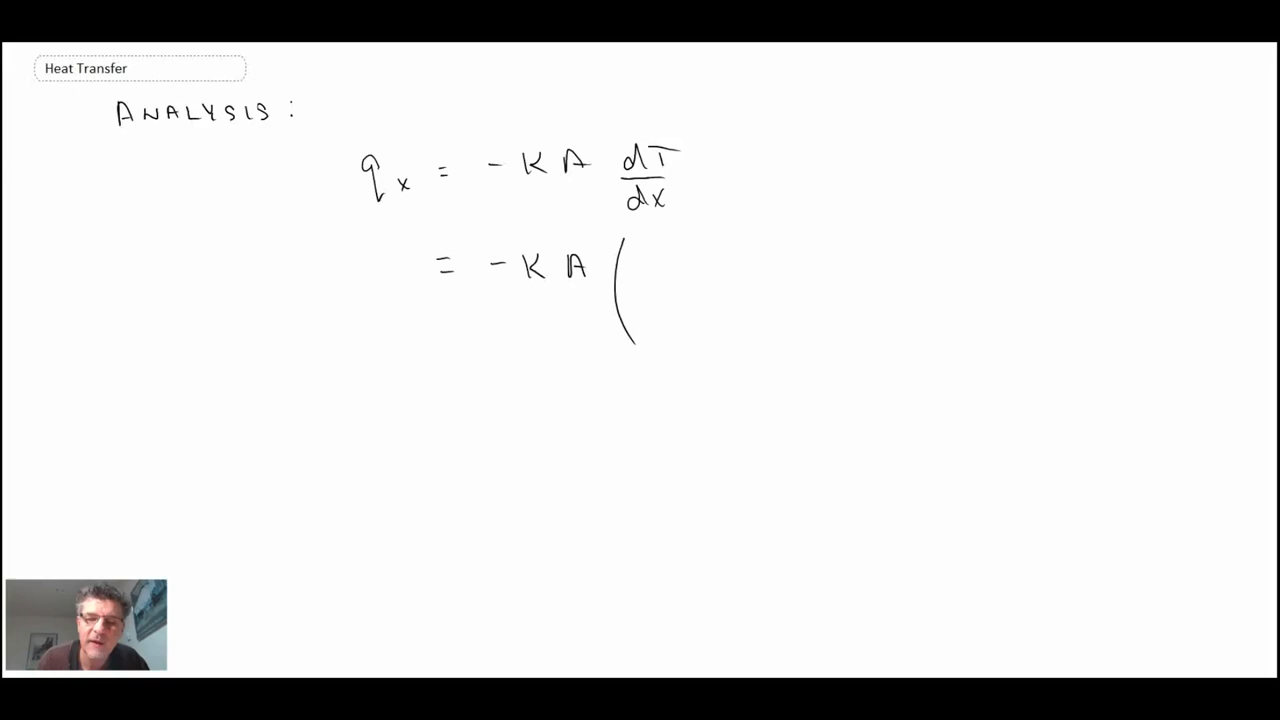 Heat Transfer
ANALYSIS:
q_x = - K A dT/dx
= - K A (